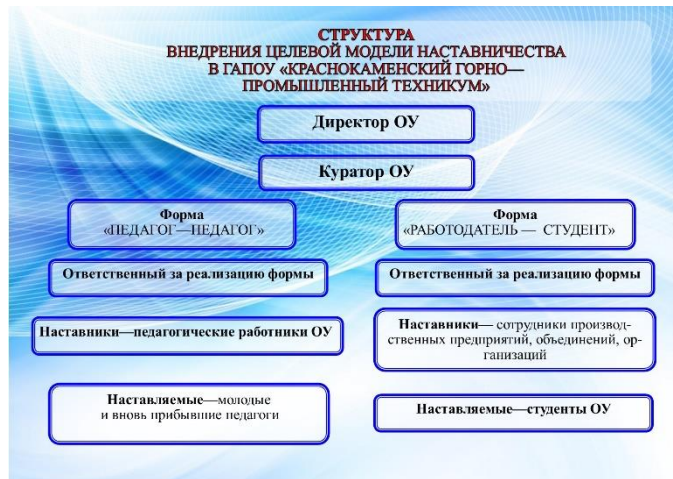 СТРУКТУРА
ВНЕДРЕНИЯ ЦЕЛЕВОЙ МОДЕЛИ НАСТАВНИЧЕСТВА
В ГАПОУ «КРАСНОКАМЕНСКИЙ ГОРНО—
ПРОМЫШЛЕННЫЙ ТЕХНИКУМ»
Директор ОУ
Куратор ОУ
Форма
«ПЕДАГОГ—НЕДАГОГ»
Ответственный за реализацию формы
Наставники—педагогические работники ОУ
Наставляемые—молодые
и вновь прибывшие педагоги
Форма
«РАБОТОДАТЕЛЬ — СТУДЕНТ»
Ответственный за реализацию формы
Наставники— сотрудники производ-
ственных предприятий, объединений, ор-
ганизаций
Наставляемые—студенты ОУ